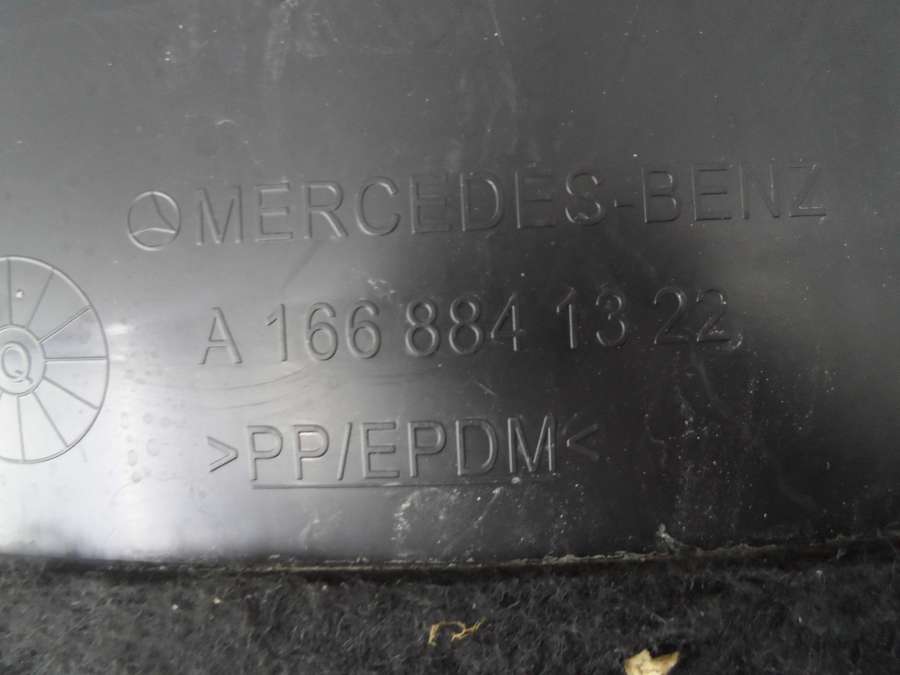 MERCEDES-BENZ
A 166 884 13 22
Q
>PP/EPDM<